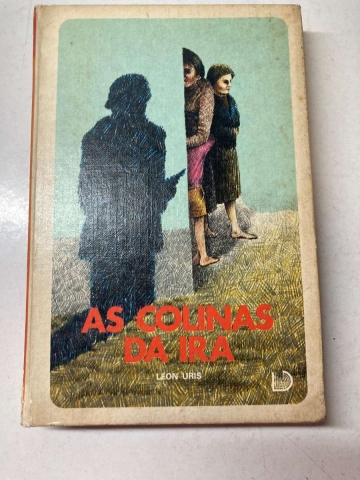 AS COLINAS
DA IRA
LEON URIS